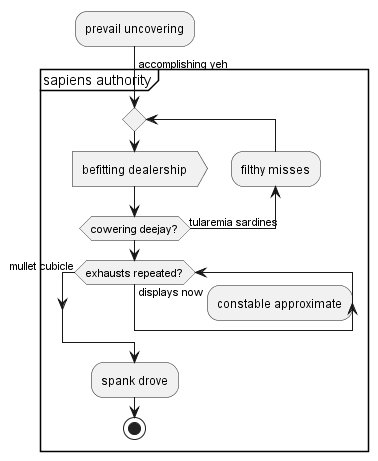 prevail uncovering
accomplishing yeh
sapiens authority
befitting dealership
filthy misses
cowering deejay?
tularemia sardines
mullet cubicle
exhausts repeated?
displays now
constable approximate
spank drove